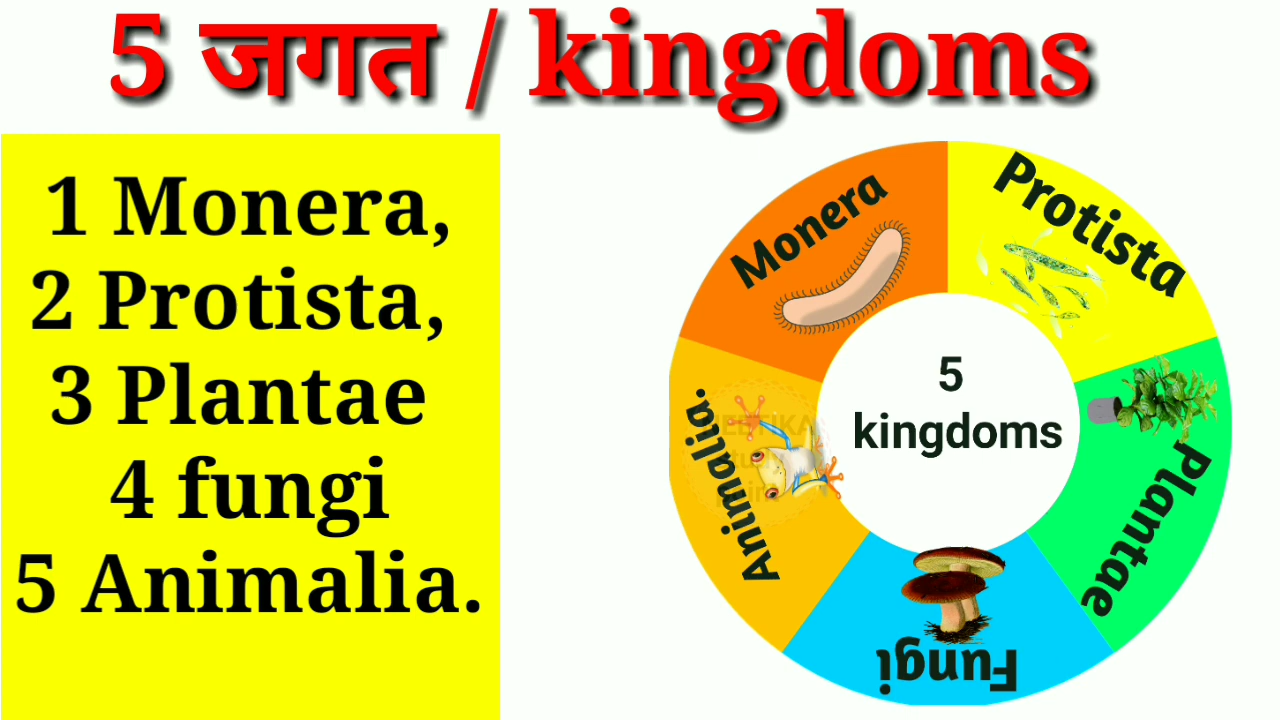 5 जगत / kingdoms
1 Monera,
2 Protista,
3 Plantae
4 fungi
5 Animalia.
Monera
Protista
Plantae
Fungi
Animalia.
5
kingdoms